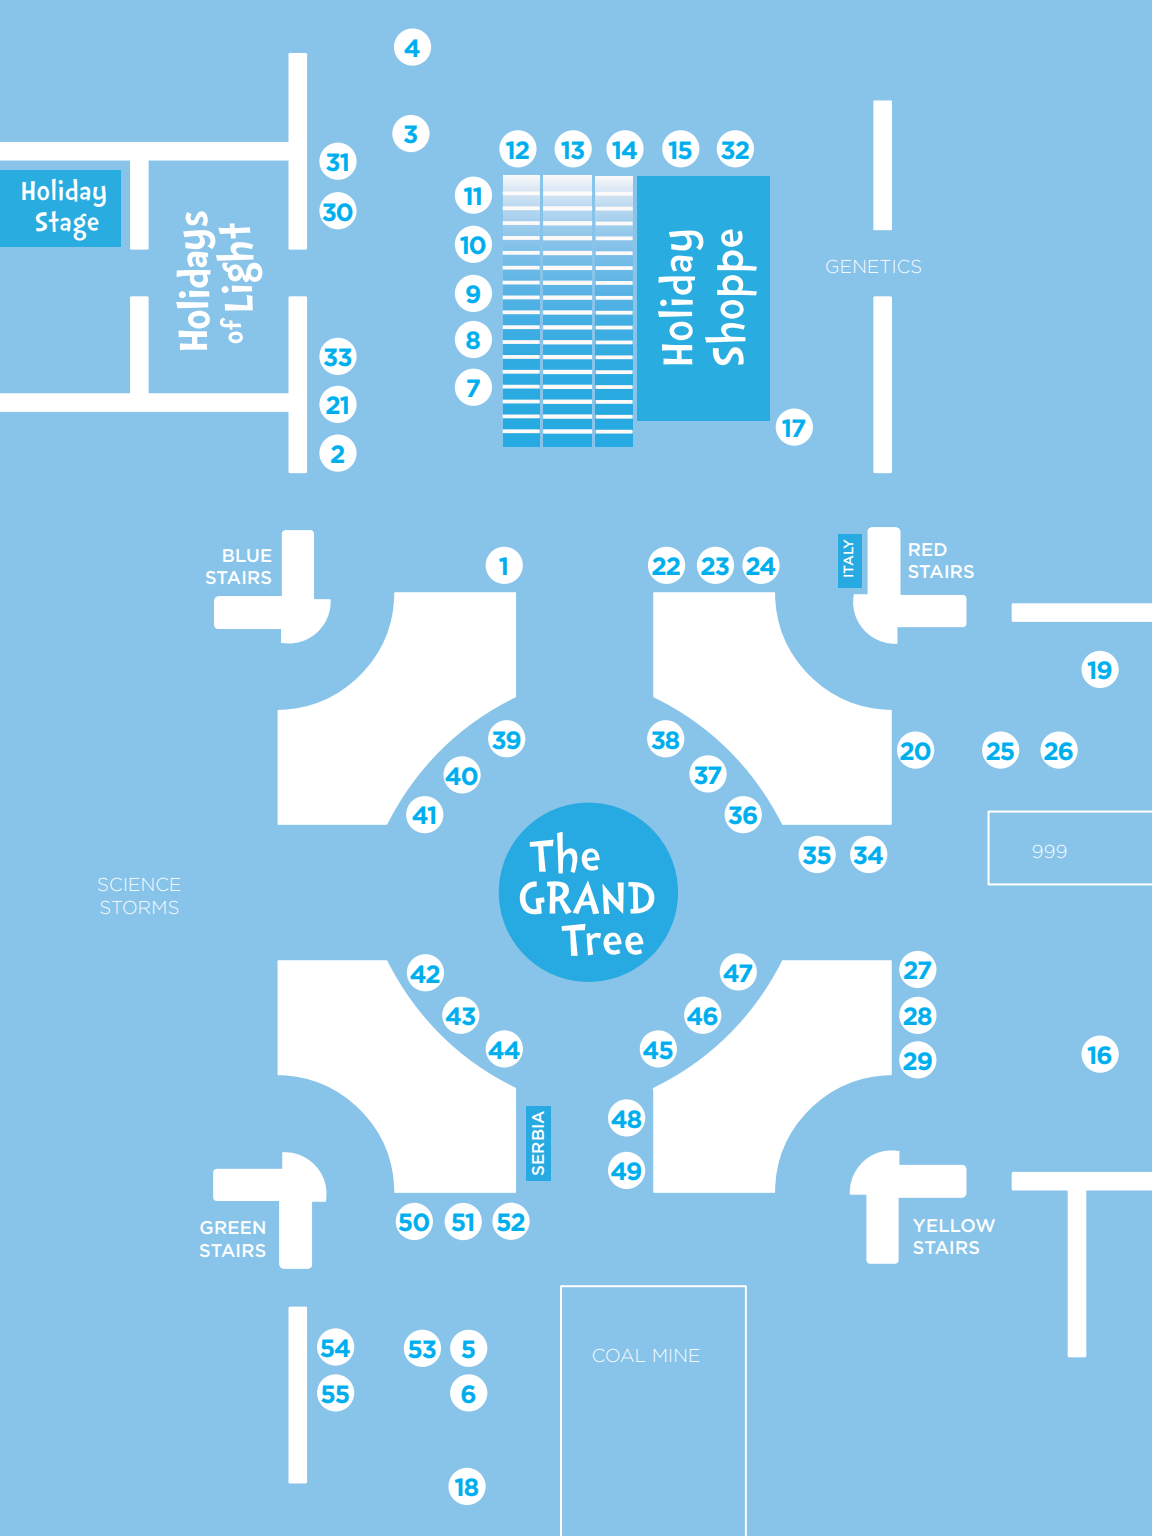 4
3
12 13 14 15 32
31
Holiday
Stage
11
30
Holidays
of Light
10
Holiday
Shoppe
GENETICS
9
8
33
7
21
17
2
BLUE
STAIRS
1
22 23 24
ITALY
RED
STAIRS
19
39
38
20 25 26
40
37
41
36
35 34
999
The
GRAND
Tree
SCIENCE
STORMS
42
47
27
43
46
28
44
45
29
16
48
SERBIA
49
50 51 52
GREEN
STAIRS
YELLOW
STAIRS
54 53 5
COAL MINE
55 6
18